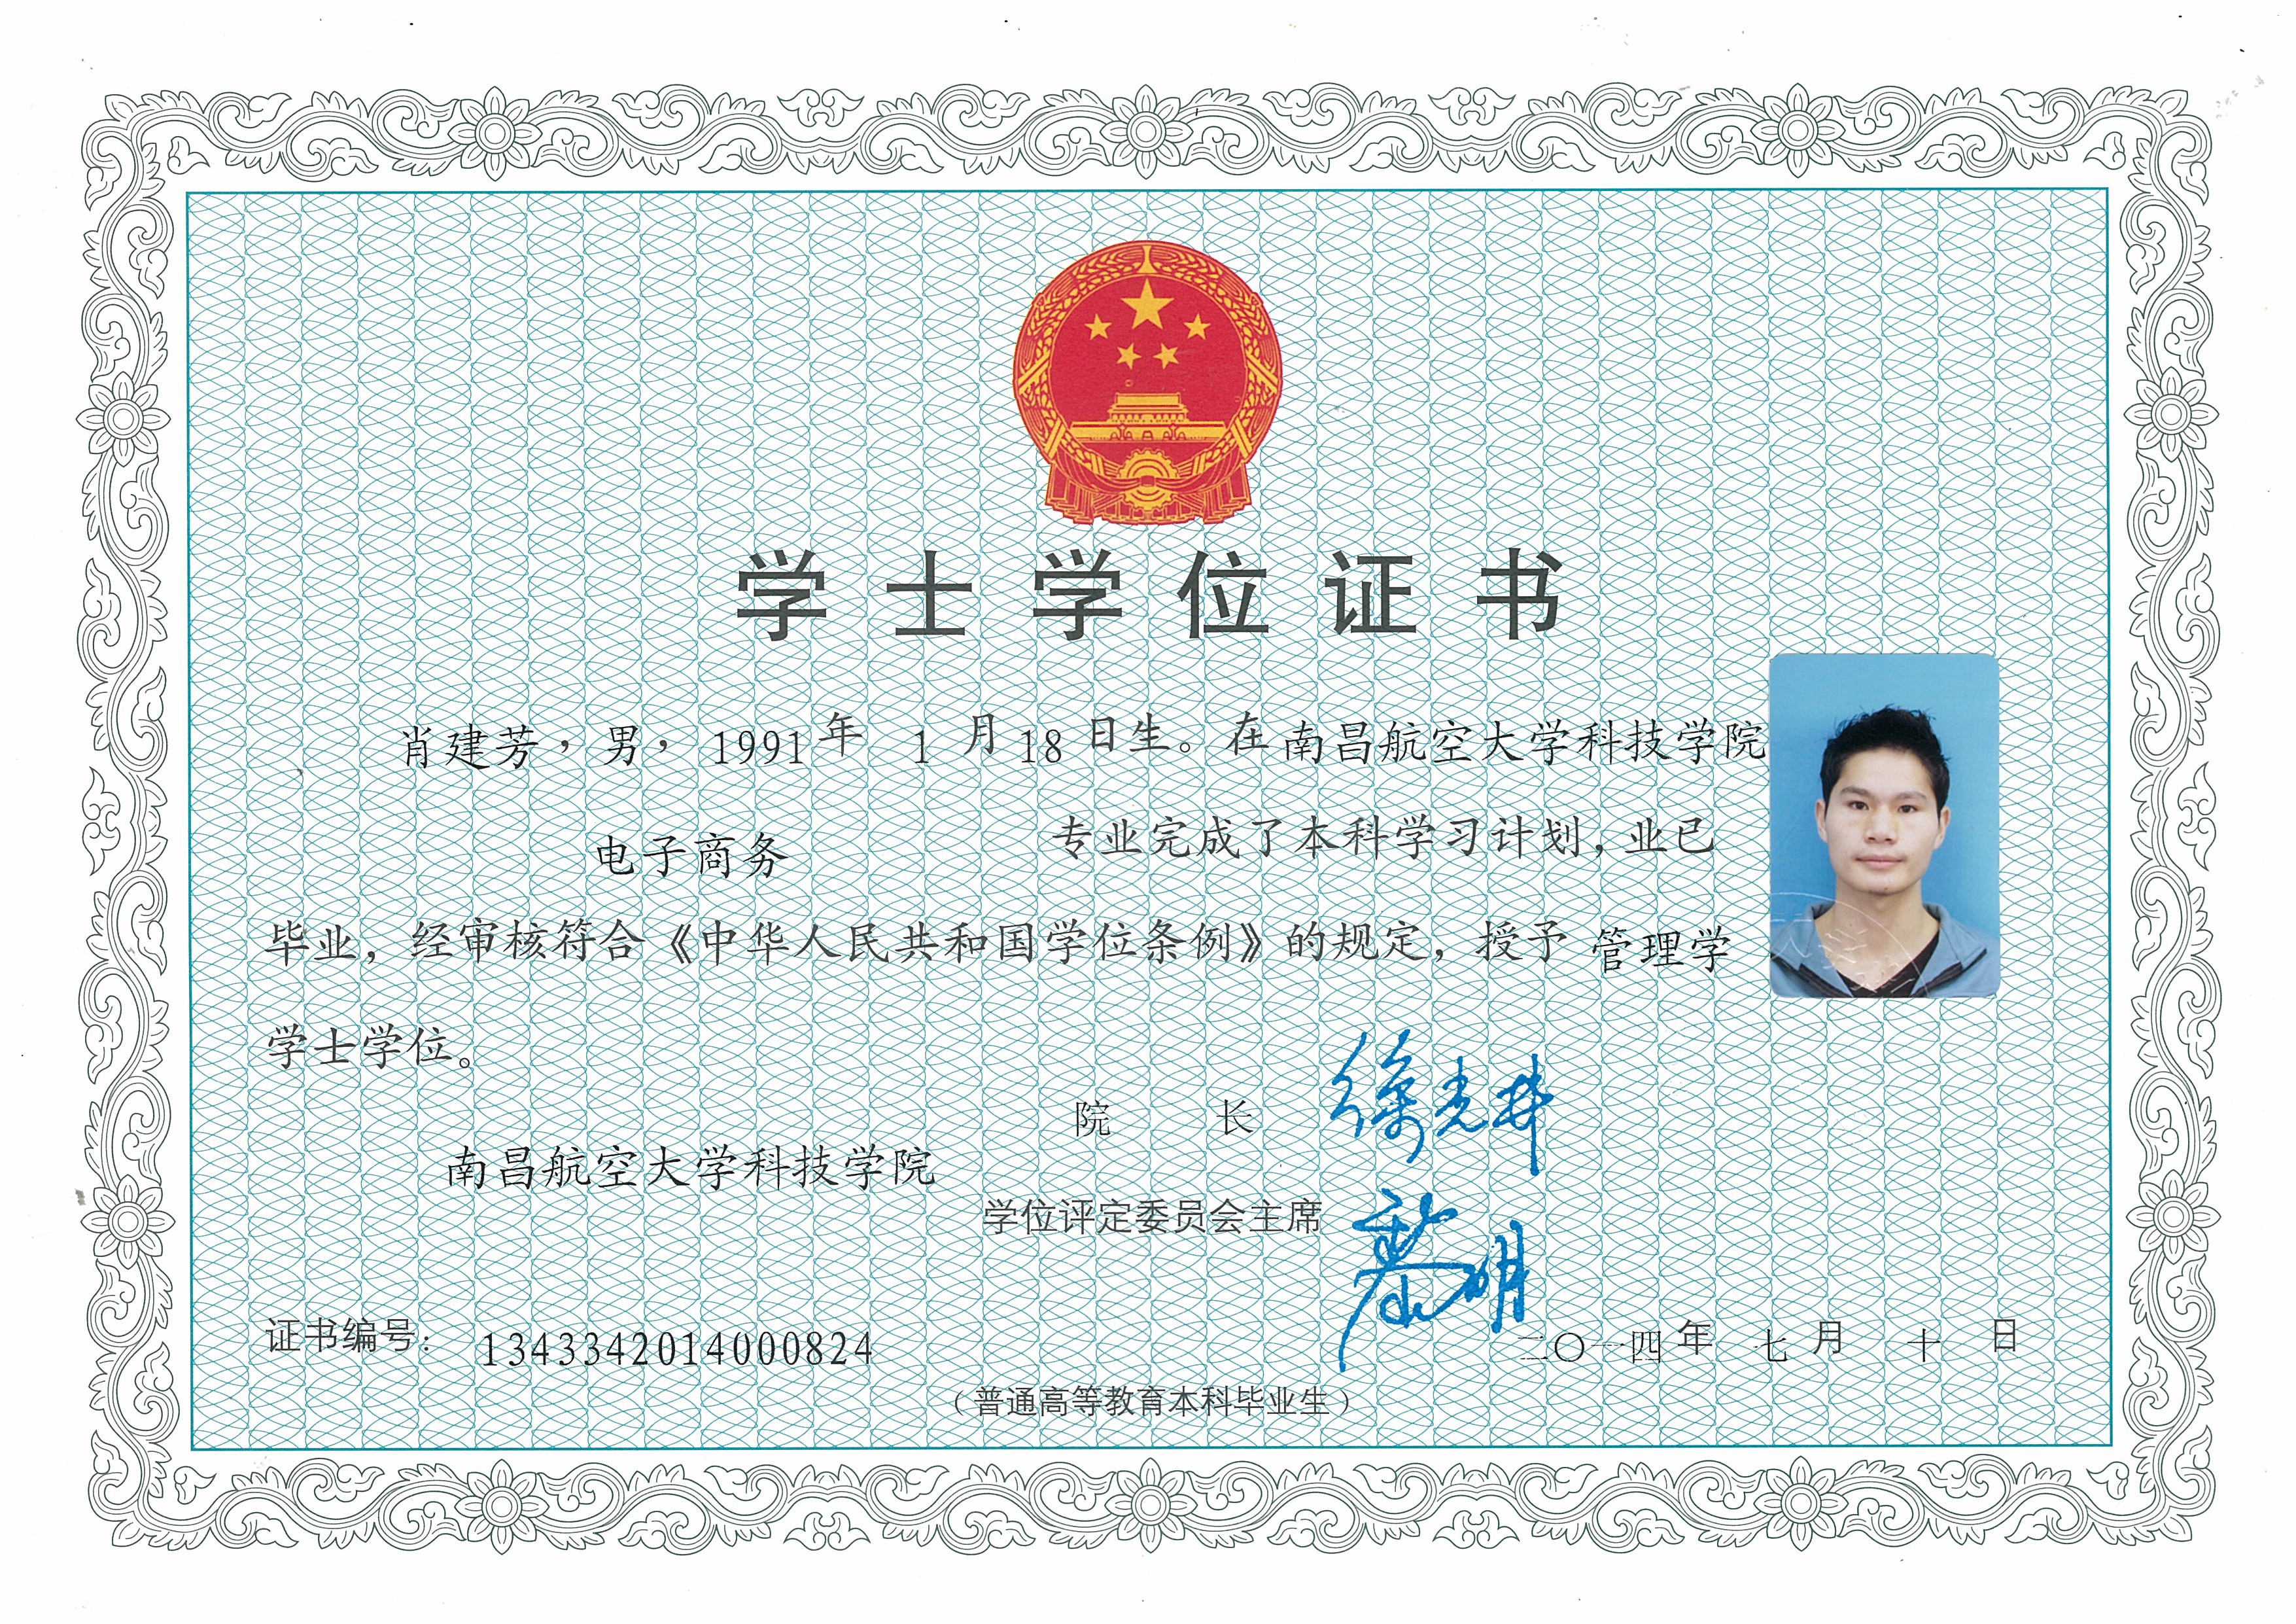 学士学位证书
肖建芳，男，1991年 1 月 18 日生。在南昌航空大学科技学院
电子商务 专业完成了本科学习计划，业已
毕业，经审核符合《中华人民共和国学位条例》的规定，授予 管理学
学士学位。
院 长
南昌航空大学科技学院
学位评定委员会主席
证书编号： 1343342014000824
二〇一四年 七 月 十 日
（普通高等教育本科毕业生）